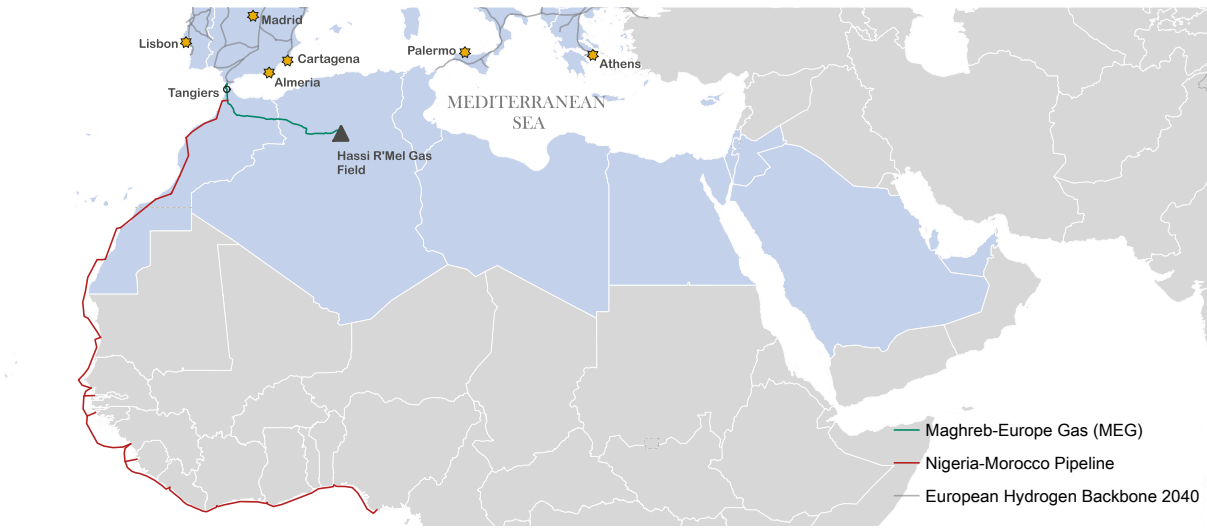 Madrid
Lisbon
Cartagena
Palermo
Athens
Almeria
Tangiers
MEDITERRANEAN
SEA
Hassi R'Mel Gas
Field
Maghreb-Europe Gas (MEG)
Nigeria-Morocco Pipeline
European Hydrogen Backbone 2040